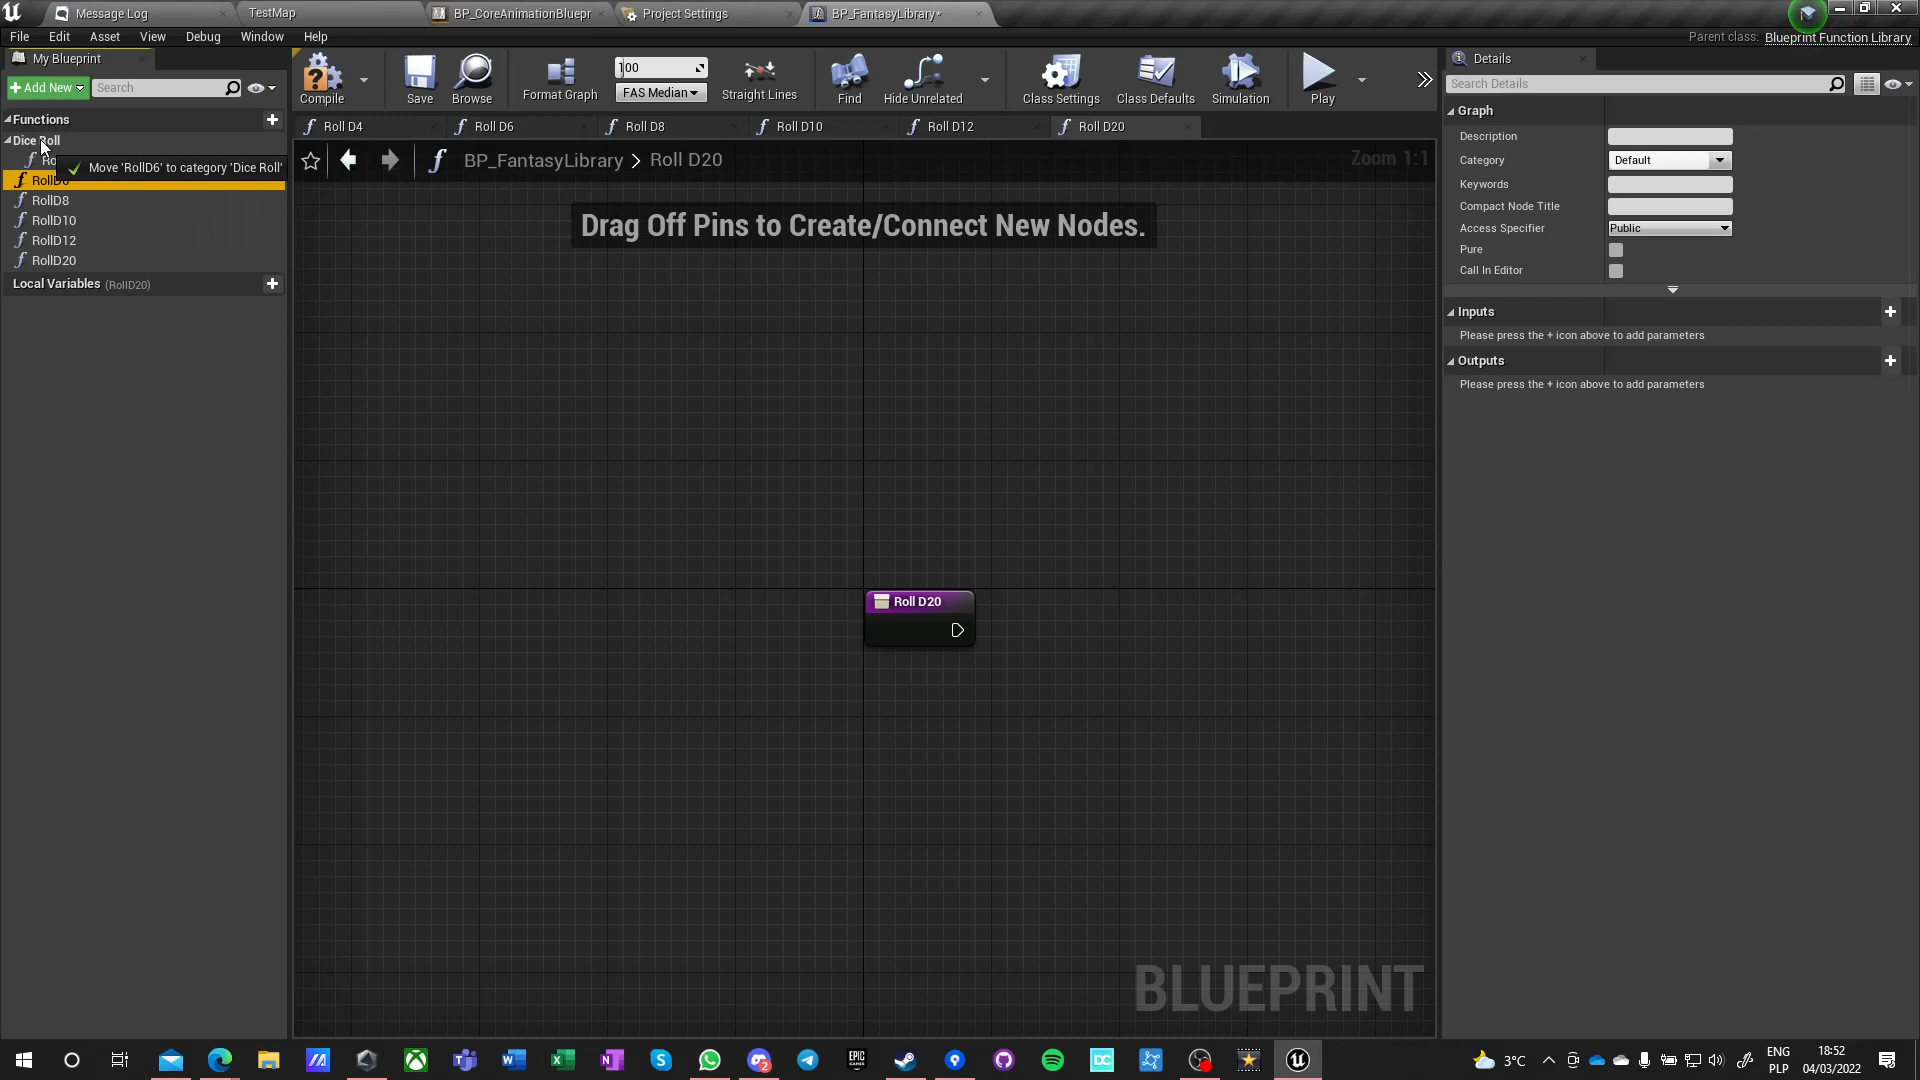 Message Log
TestMap
BP_CoreAnimationBluepr
Project Settings
BP_FantasyLibrary*
File
Edit
Asset
View
Debug
Window
Help
Parent class:
Blueprint Function Library
My Blueprint
Add New
Search
Functions
Dice Roll
Ro
Move 'RollD6' to category 'Dice Roll'
RollD6
RollD8
RollD10
RollD12
RollD20
Local Variables (RollD20)
Compile
Save
Browse
Format Graph
100
FAS Median
Straight Lines
Find
Hide Unrelated
Class Settings
Class Defaults
Simulation
Play
Roll D4
Roll D6
Roll D8
Roll D10
Roll D12
Roll D20
BP_FantasyLibrary > Roll D20
Zoom 1:1
Drag Off Pins to Create/Connect New Nodes.
Roll D20
BLUEPRINT
Details
Search Details
Graph
Description
Category
Default
Keywords
Compact Node Title
Access Specifier
Public
Pure
Call In Editor
Inputs
Please press the + icon above to add parameters
Outputs
Please press the + icon above to add parameters
3°C
ENG
PLP
18:52
04/03/2022